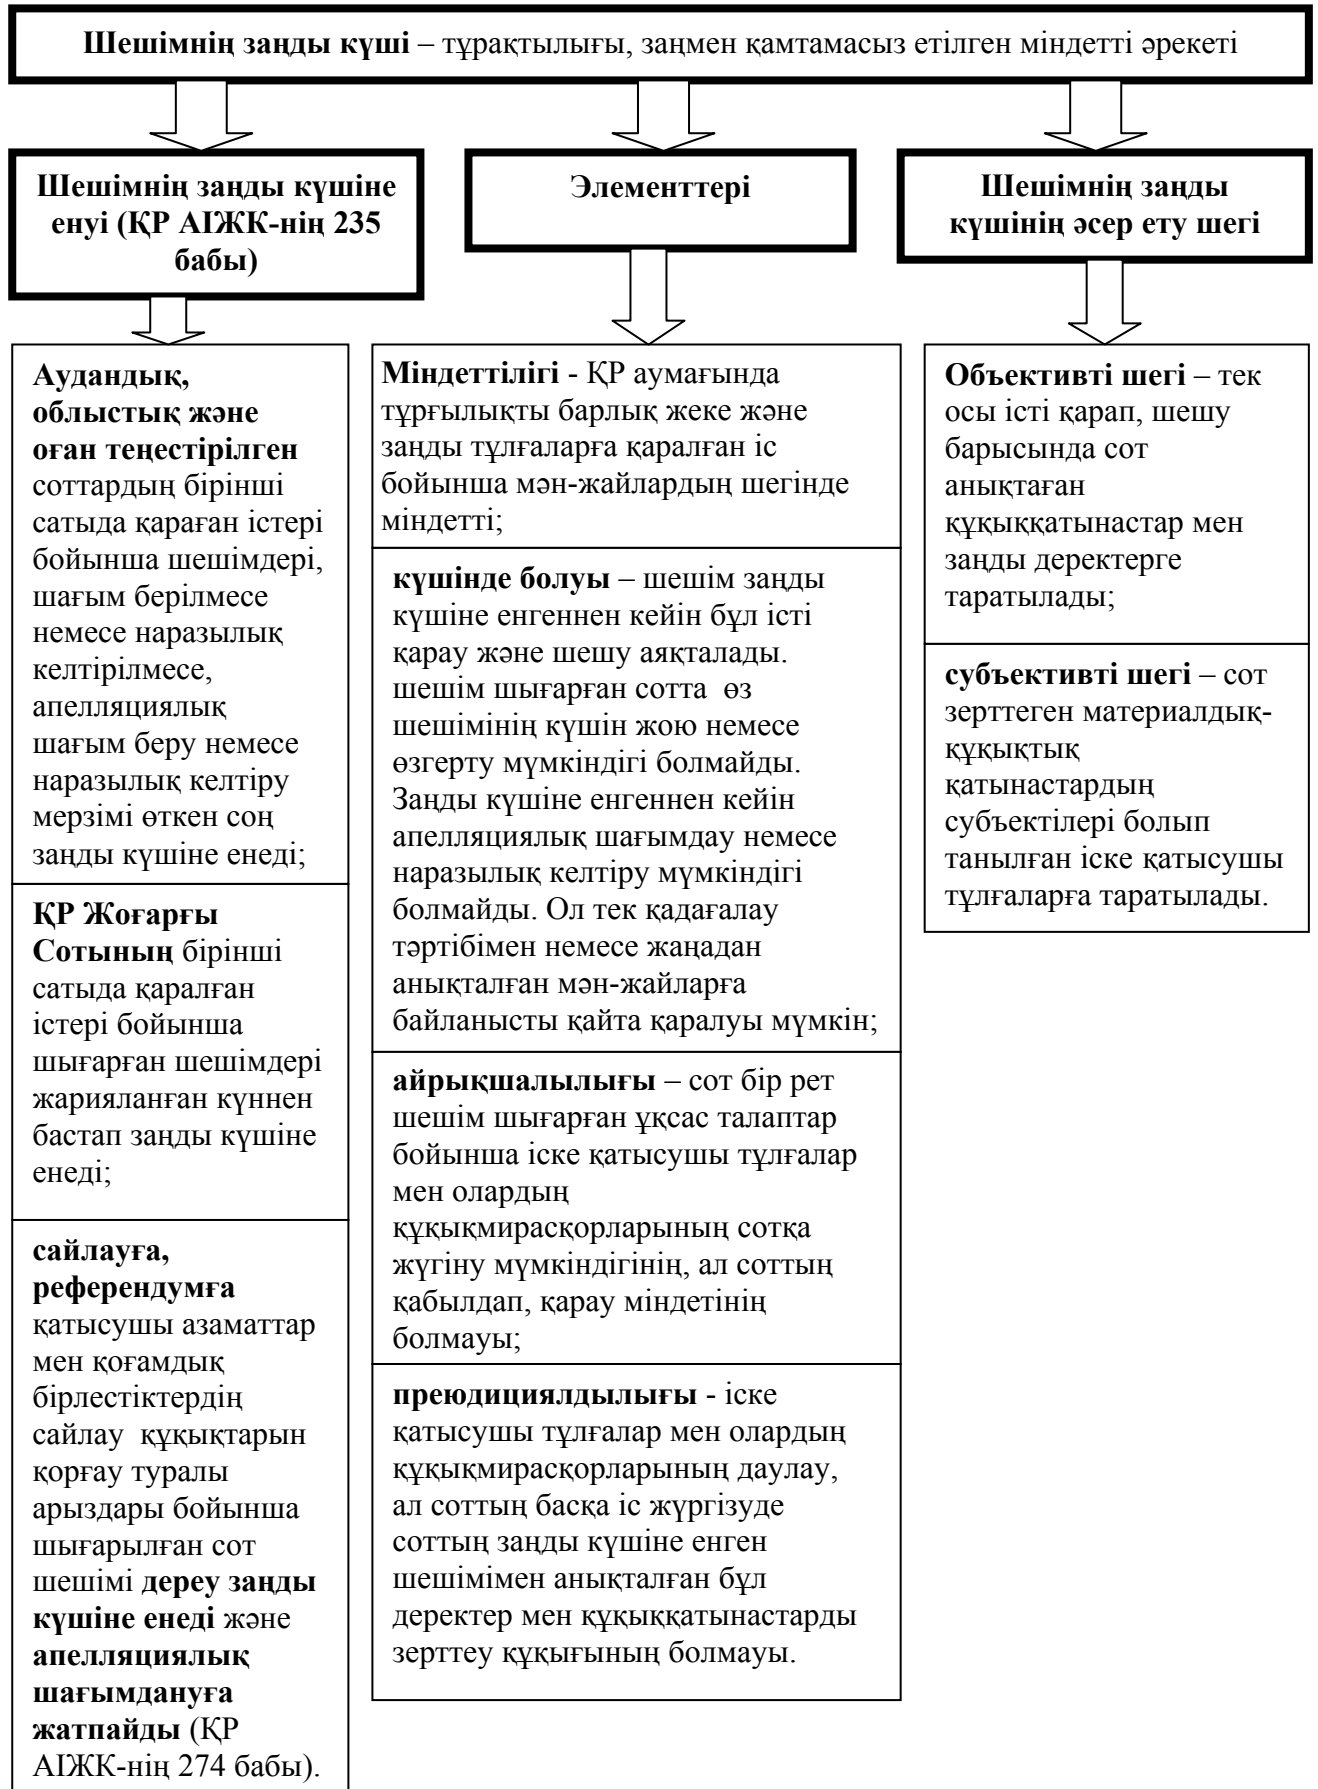 Шешімнің заңды күші – тұрақтылығы, заңмен қамтамасыз етілген міндетті әрекеті
Шешімнің заңды күшіне
енуі (ҚР АІЖК-нің 235
бабы)
Элементтері
Шешімнің заңды
күшінің әсер ету шегі
Аудандық,
облыстық және
оған теңестірілген
соттардың бірінші
сатыда қараған істері
бойынша шешімдері,
шағым берілмесе
немесе наразылық
келтірілмесе,
апелляциялық
шағым беру немесе
наразылық келтіру
мерзімі өткен соң
заңды күшіне енеді;
ҚР Жоғарғы
Сотының бірінші
сатыда қаралған
істері бойынша
шығарған шешімдері
жарияланған күннен
бастап заңды күшіне
енеді;
сайлауға,
референдумға
қатысушы азаматтар
мен қоғамдық
бірлестіктердің
сайлау құқықтарын
қорғау туралы
арыздары бойынша
шығарылған сот
шешімі дереу заңды
күшіне енеді және
апелляциялық
шағымдануға
жатпайды (ҚР
АІЖК-нің 274 бабы).
Міндеттілігі - ҚР аумағында
тұрғылықты барлық жеке және
заңды тұлғаларға қаралған іс
бойынша мән-жайлардың шегінде
міндетті;
күшінде болуы – шешім заңды
күшіне енгеннен кейін бұл істі
қарау және шешу аяқталады.
шешім шығарған сотта өз
шешімінің күшін жою немесе
өзгерту мүмкіндігі болмайды.
Заңды күшіне енгеннен кейін
апелляциялық шағымдау немесе
наразылық келтіру мүмкіндігі
болмайды. Ол тек қадағалау
тәртібімен немесе жаңадан
анықталған мән-жайларға
байланысты қайта қаралуы мүмкін;
айрықшалылығы – сот бір рет
шешім шығарған ұқсас талаптар
бойынша іске қатысушы тұлғалар
мен олардың
құқықмирасқорларының сотқа
жүгіну мүмкіндігінің, ал соттың
қабылдап, қарау міндетінің
болмауы;
преюдициялдылығы - іске
қатысушы тұлғалар мен олардың
құқықмирасқорларының даулау,
ал соттың басқа іс жүргізуде
соттың заңды күшіне енген
шешімімен анықталған бұл
деректер мен құқыққатынастарды
зерттеу құқығының болмауы.
Объективті шегі – тек
осы істі қарап, шешу
барысында сот
анықтаған
құқыққатынастар мен
заңды деректерге
таратылады;
субъективті шегі – сот
зерттеген материалдық-
құқықтық
қатынастардың
субъектілері болып
танылған іске қатысушы
тұлғаларға таратылады.